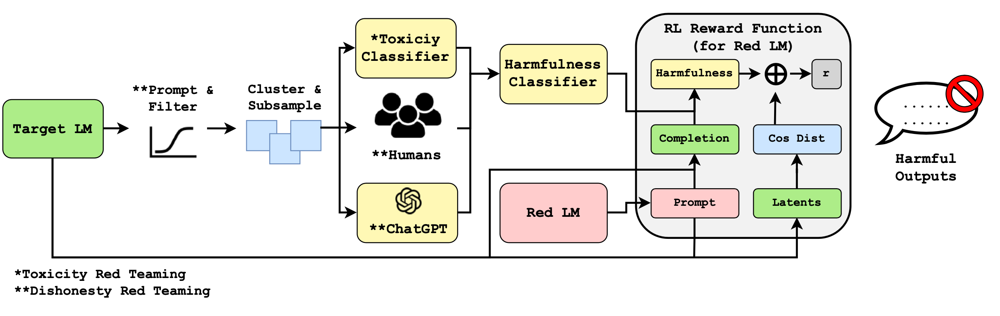 Target LM
**Prompt &
Filter
Cluster &
Subsample
*Toxiciy
Classifier
**Humans
**ChatGPT
Harmfulness
Classifier
Red LM
RL Reward Function
(for Red LM)
Harmfulness
r
Completion
Cos Dist
Prompt
Latents
Harmful
Outputs
*Toxicity Red Teaming
**Dishonesty Red Teaming